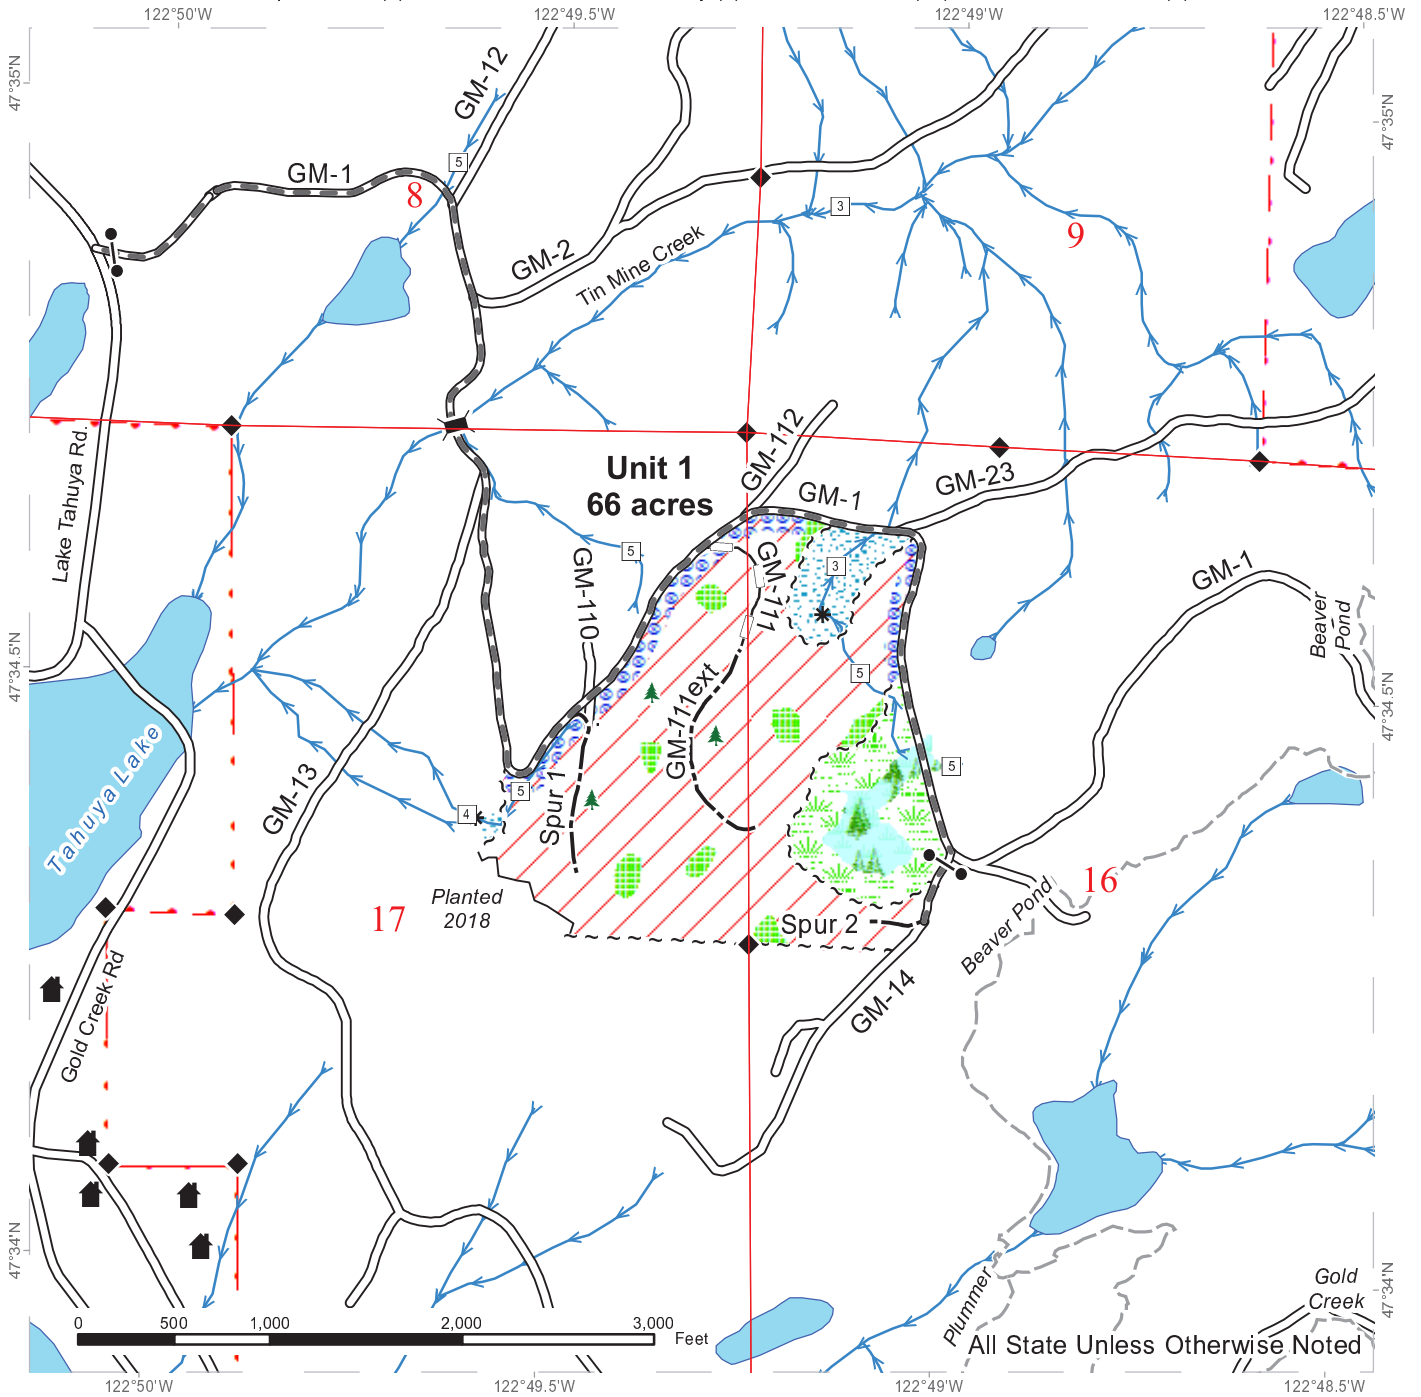 122°50'W
122°49.5'W
122°49'W
122°48.5'W
47°35'N
47°35'N
GM-12
5
GM-1
8
3
9
GM-2
Tin Mine Creek
Lake Tahuya Rd.
Unit 1
66 acres
GM-112
GM-1
GM-23
5
GM-110
GM-111
3
GM-1
Beaver
Pond
47°34.5'N
47°34.5'N
5
GM-111ext
Tahuya Lake
GM-13
5
5
4
Spur 1
Planted
2018
17
16
Spur 2
Beaver Pond
Gold Creek Rd
GM-14
47°34'N
47°34'N
Plummer
Gold
Creek
0
500
1,000
2,000
3,000
Feet
All State Unless Otherwise Noted
122°50'W
122°49.5'W
122°49'W
122°48.5'W